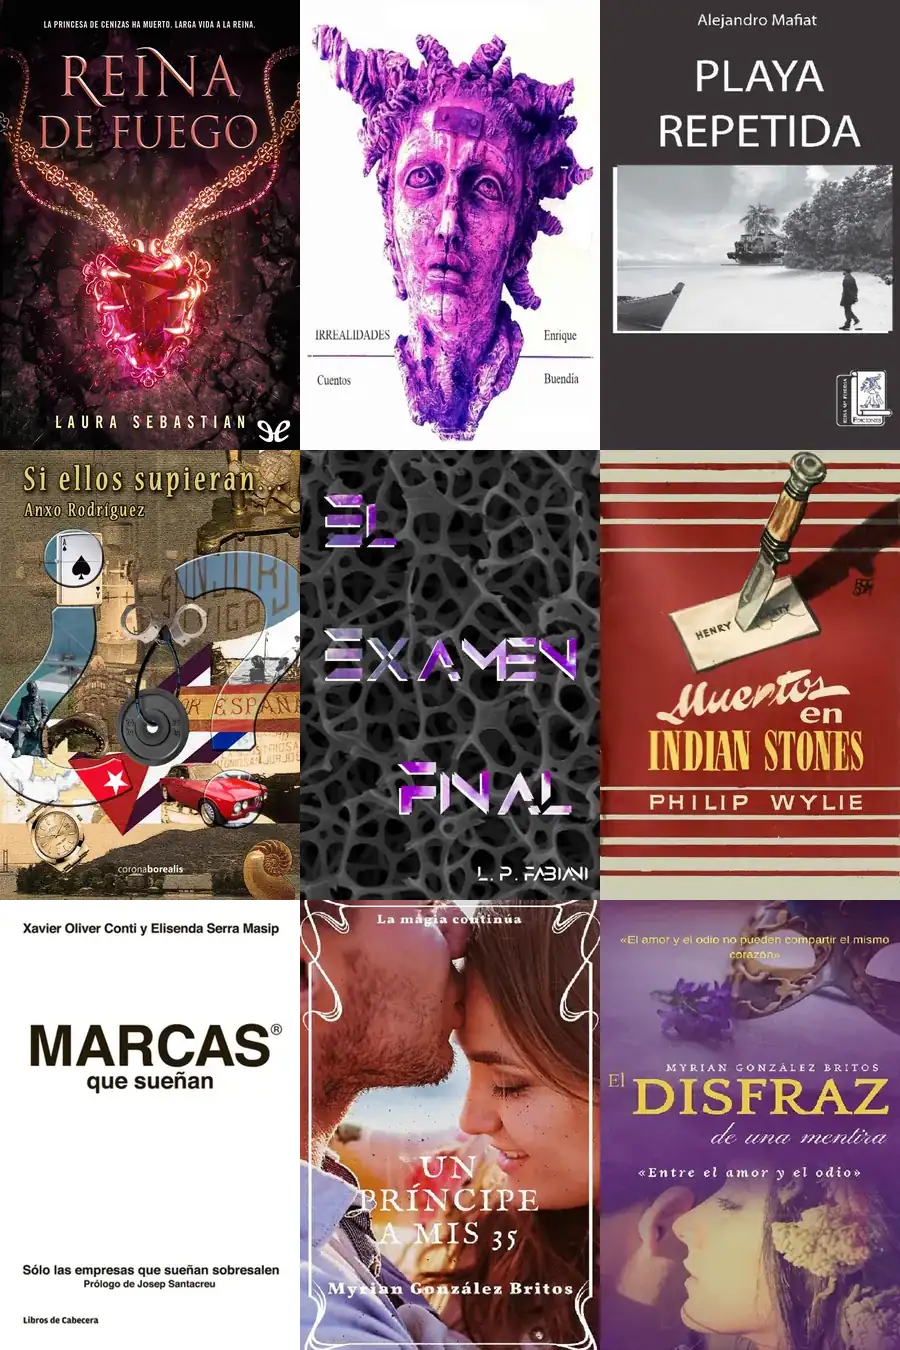 LA PRINCESA DE CENIZAS HA MUERTO. LARGA VIDA A LA REINA.
REINA
DE FUEGO
LAURA SEBASTIAN
IRREALIDADES
Enrique
Cuentos
Buendía
Alejandro Mafiat
PLAYA
REPETIDA
EDICIONES
Si ellos supieran...
Anxo Rodríguez
A
ESPAÑA
coronaborealis
EL
EXAMEN
FINAL
L. P. FABIANI
HENRY
Muertos
en
INDIAN STONES
PHILIP WYLIE
Xavier Oliver Conti y Elisenda Serra Masip
MARCAS®
que sueñan
Sólo las empresas que sueñan sobresalen
Prólogo de Josep Santacreu
Libros de Cabecera
La magia continúa
UN
PRÍNCIPE
A MIS 35
Myrian González Britos
«El amor y el odio no pueden compartir el mismo
corazón»
MYRIAN GONZÁLEZ BRITOS
El
DISFRAZ
de una mentira
«Entre el amor y el odio»